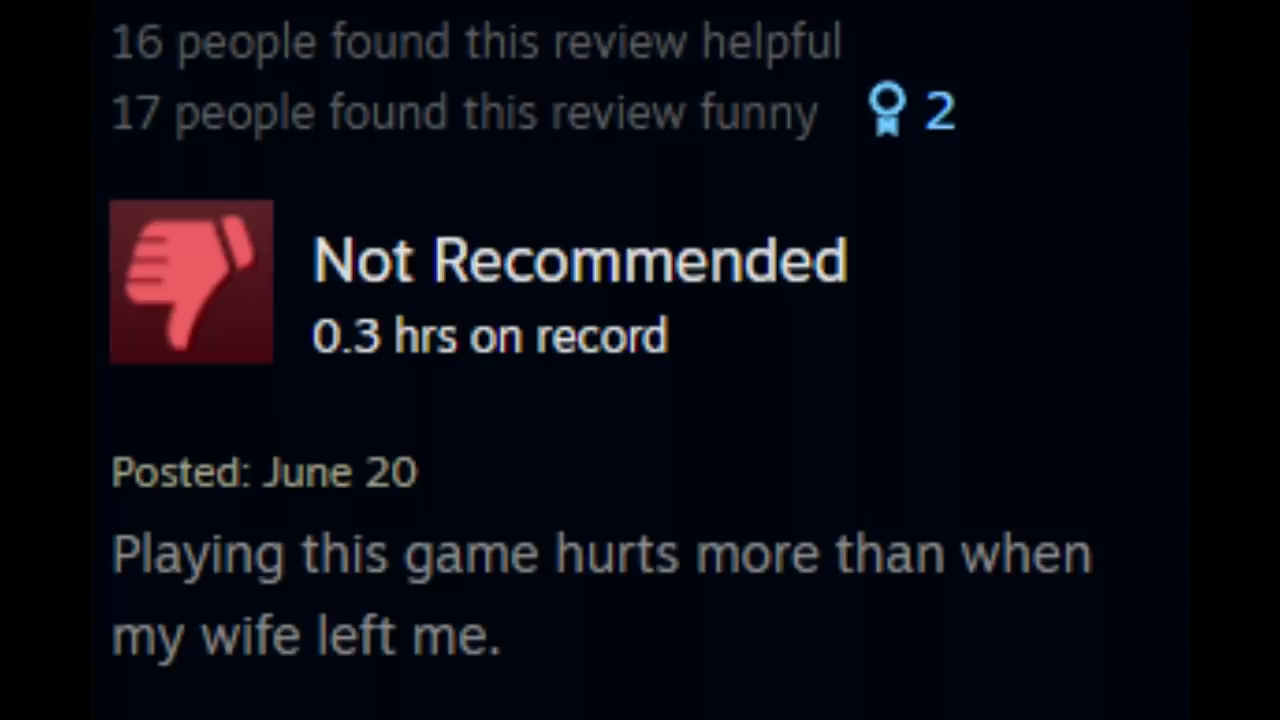 16 people found this review helpful
17 people found this review funny 2
Not Recommended
0.3 hrs on record
Posted: June 20
Playing this game hurts more than when
my wife left me.